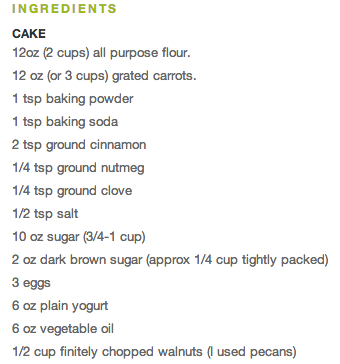 INGREDIENTS
CAKE
12oz (2 cups) all purpose flour.
12 oz (or 3 cups) grated carrots.
1 tsp baking powder
1 tsp baking soda
2 tsp ground cinnamon
1/4 tsp ground nutmeg
1/4 tsp ground clove
1/2 tsp salt
10 oz sugar (3/4-1 cup)
2 oz dark brown sugar (approx 1/4 cup tightly packed)
3 eggs
6 oz plain yogurt
6 oz vegetable oil
1/2 cup finitely chopped walnuts (I used pecans)